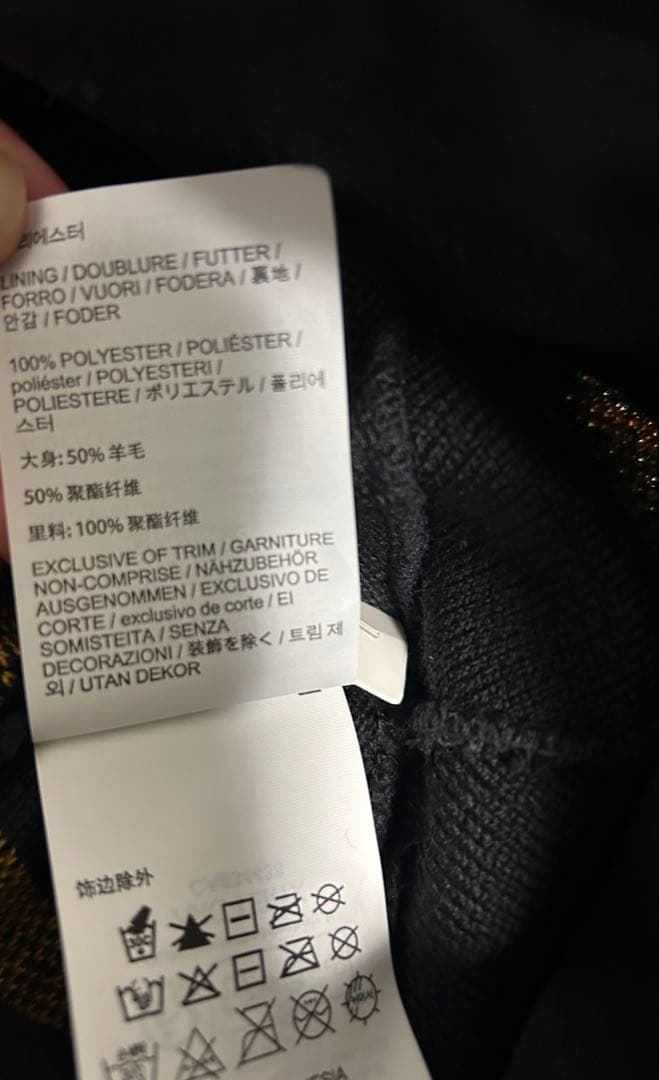 리에스터
LINING / DOUBLURE / FUTTER /
FORRO / VUORI / FODERA / 裏地 /
안감 / FODER
100% POLYESTER / POLIÉSTER /
poliéster / POLYESTERI /
POLIESTERE / ポリエステル / 폴리에
스터
大身: 50% 羊毛
50% 聚酯纤维
里料: 100% 聚酯纤维
EXCLUSIVE OF TRIM / GARNITURE
NON-COMPRISE / NÄHZUBEHÖR
AUSGENOMMEN / EXCLUSIVO DE
CORTE / exclusivo de corte / EI
SOMISTEITA / SENZA
DECORAZIONI / 装飾を除く / 트림 제
외 / UTAN DEKOR
饰边除外
30C